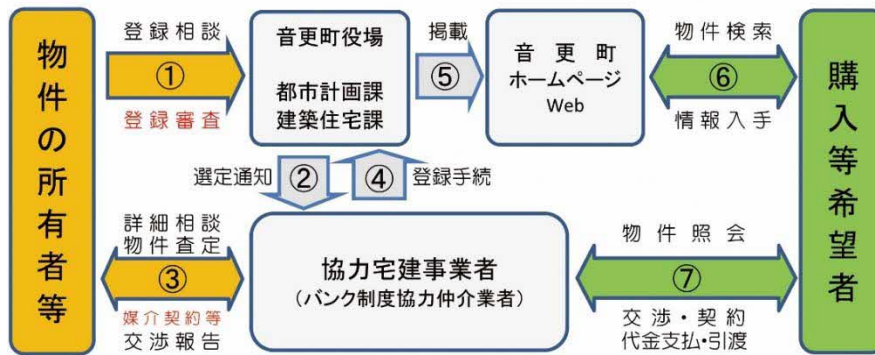 物件の所有者等
登録相談
①
登録審査
音更町役場
都市計画課
建築住宅課
掲載
⑤
音更町
ホームページ
Web
物件検索
⑥
情報入手
購入等希望者
選定通知
②
④
登録手続
詳細相談
物件査定
③
媒介契約等
交渉報告
協力宅建事業者
（バンク制度協力仲介業者）
物件照会
⑦
交渉・契約
代金支払・引渡